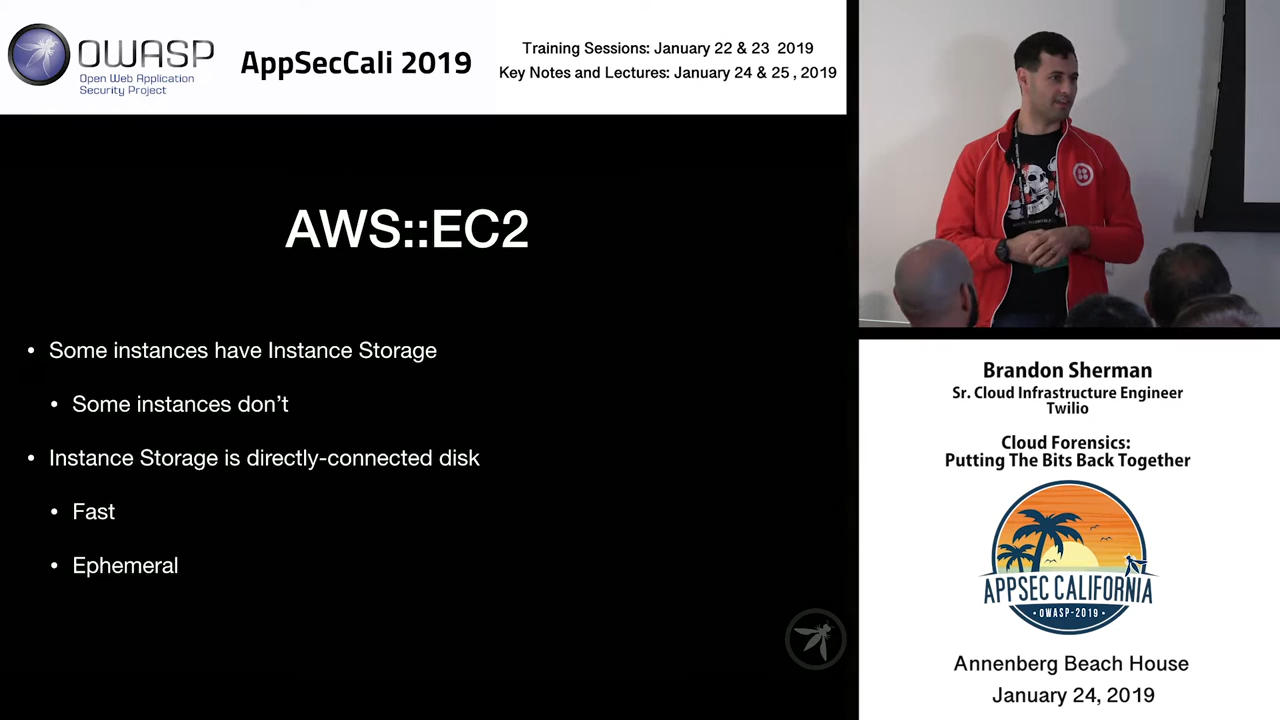 OWASP
Open Web Application
Security Project
AppSecCali 2019
Training Sessions: January 22 & 23 2019
Key Notes and Lectures: January 24 & 25 , 2019
AWS::EC2
• Some instances have Instance Storage
• Some instances don’t
• Instance Storage is directly-connected disk
• Fast
• Ephemeral
Brandon Sherman
Sr. Cloud Infrastructure Engineer
Twilio
Cloud Forensics:
Putting The Bits Back Together
APPSEC CALIFORNIA
• OWASP-2019 •
Annenberg Beach House
January 24, 2019